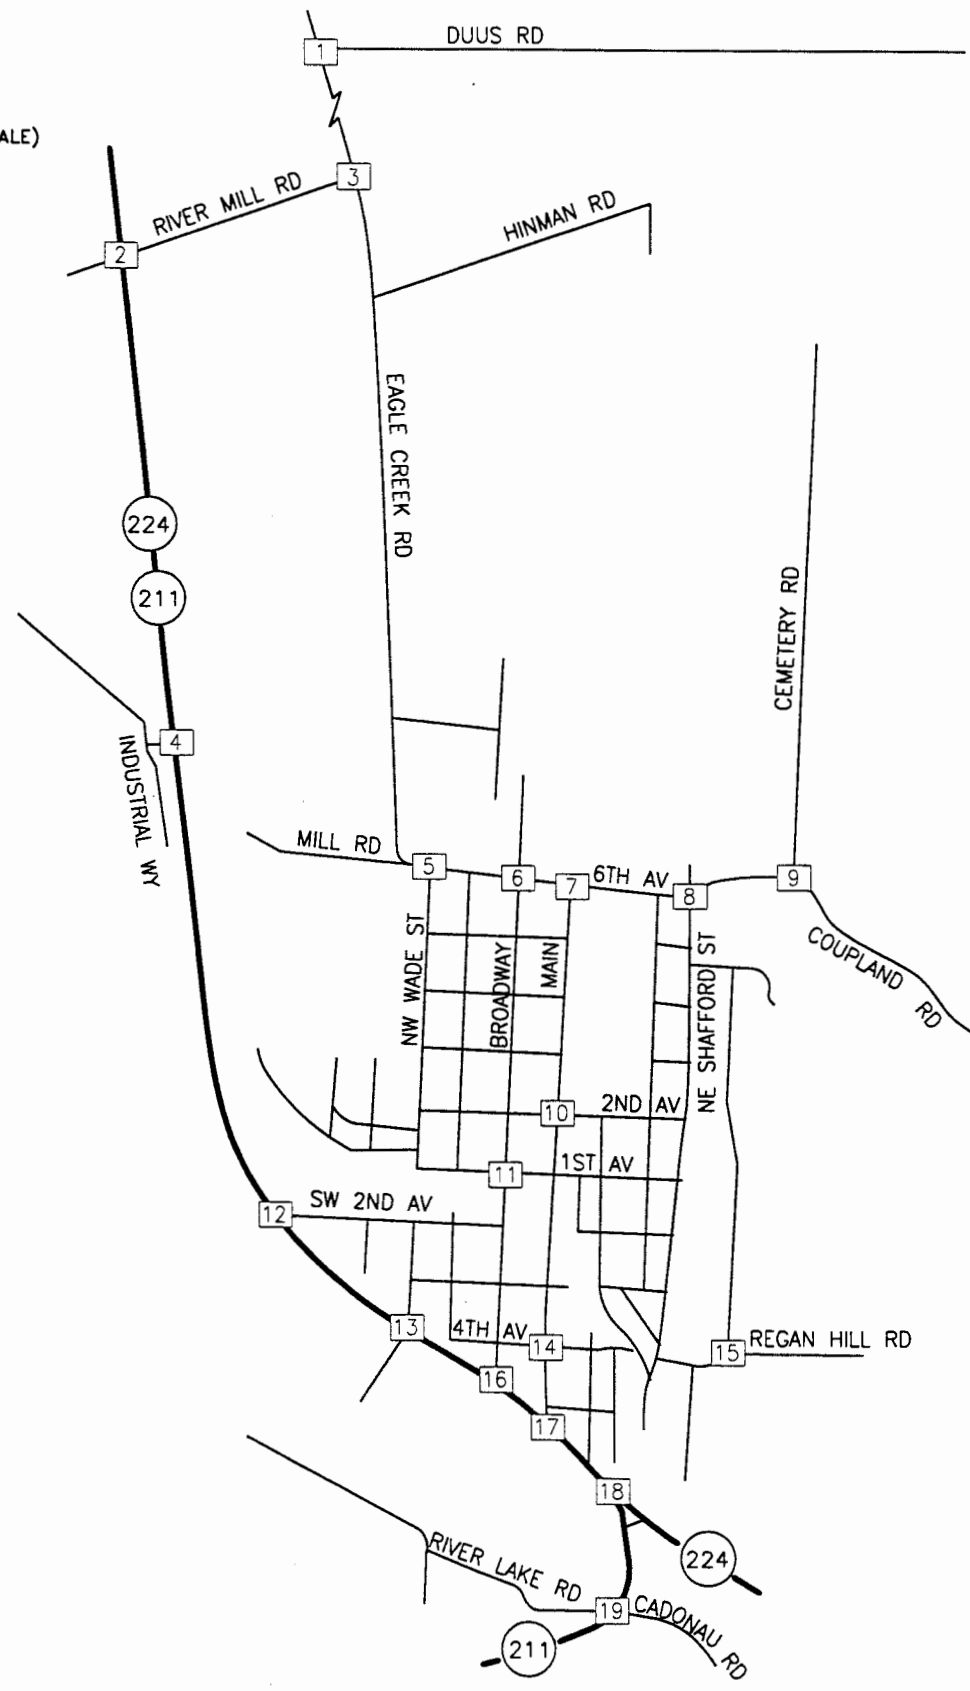 DUUS RD
1
ALE)
3
RIVER MILL RD
HINMAN RD
2
EAGLE CREEK RD
224
CEMETERY RD
211
4
INDUSTRIAL WY
MILL RD
5
6
7
6TH AV
8
9
NW WADE ST
BROADWAY
MAIN
NE SHAFFORD ST
COUPLAND RD
10
2ND AV
11
1ST AV
12
SW 2ND AV
13
4TH AV
14
15
REGAN HILL RD
16
17
18
RIVER LAKE RD
224
19
CADONAU RD
211